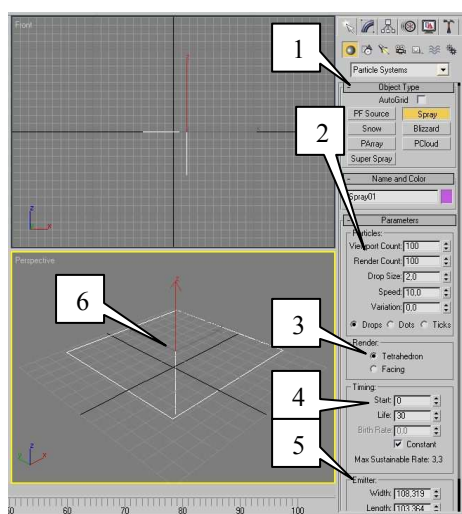 Front
1
Particle Systems
- Object Type
AutoGrid
PF Source Spray
Snow Blizzard
PArray PCloud
Super Spray
2
- Name and Color
Spray01
- Parameters
Particles:
Viewport Count: 100
Render Count: 100
Drop Size: 2,0
Speed: 10,0
Variation: 0,0
Drops Dots Ticks
z
x
Perspective
6
3
Render:
Tetrahedron
Facing
4
Timing:
Start: 0
Life: 30
Birth Rate: 0,0
Constant
Max Sustainable Rate: 3,3
5
Emitter:
Width: 108,319
Length: 103,364
z
x
60 70 80 90 100